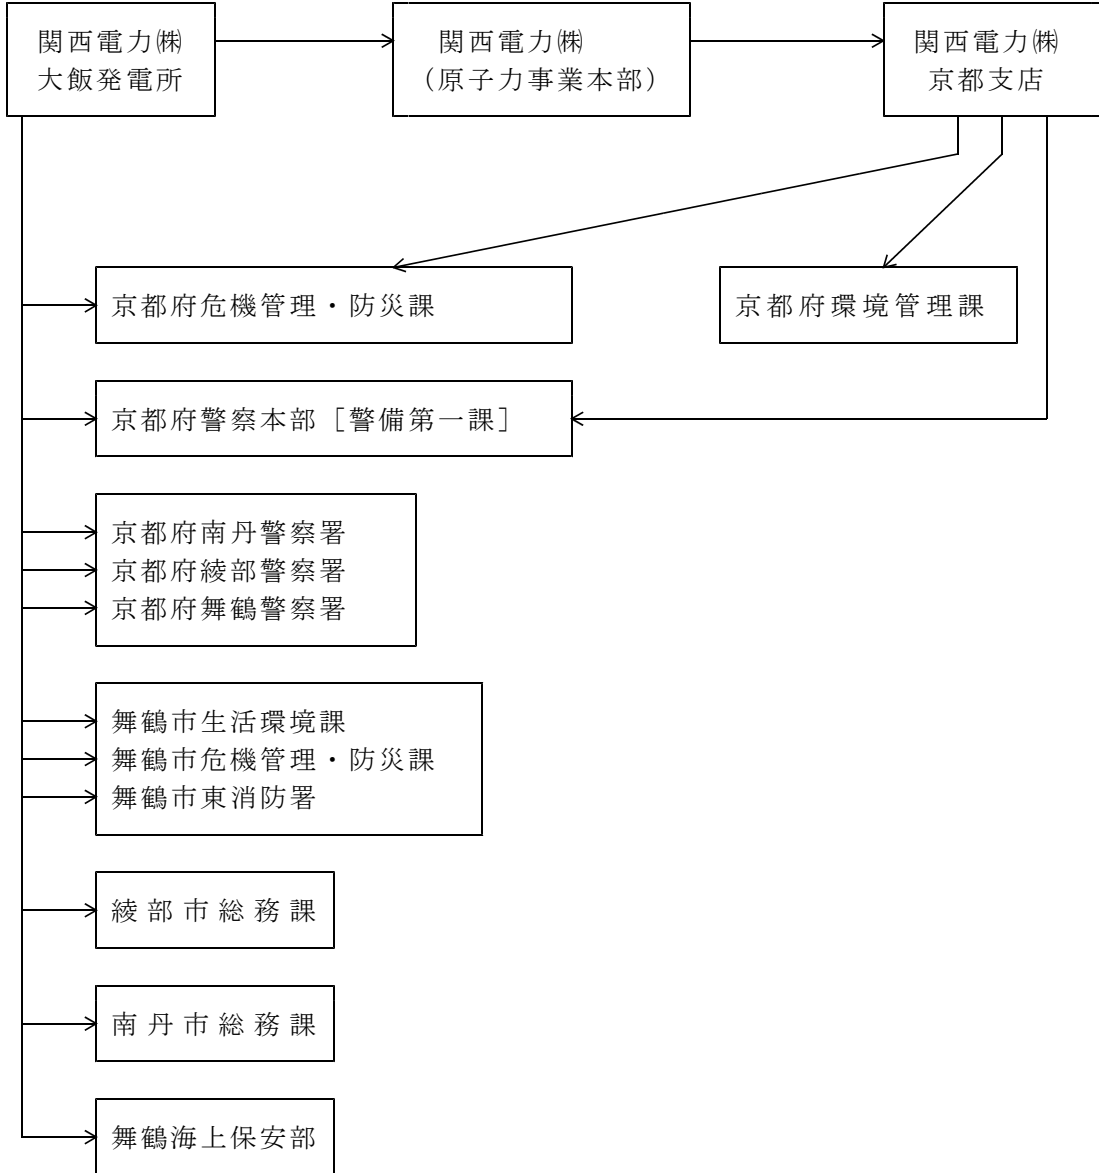 関西電力㈱
大飯発電所
関西電力㈱
（原子力事業本部）
関西電力㈱
京都支店
京都府危機管理・防災課
京都府環境管理課
京都府警察本部［警備第一課］
京都府南丹警察署
京都府綾部警察署
京都府舞鶴警察署
舞鶴市生活環境課
舞鶴市危機管理・防災課
舞鶴市東消防署
綾部市総務課
南丹市総務課
舞鶴海上保安部